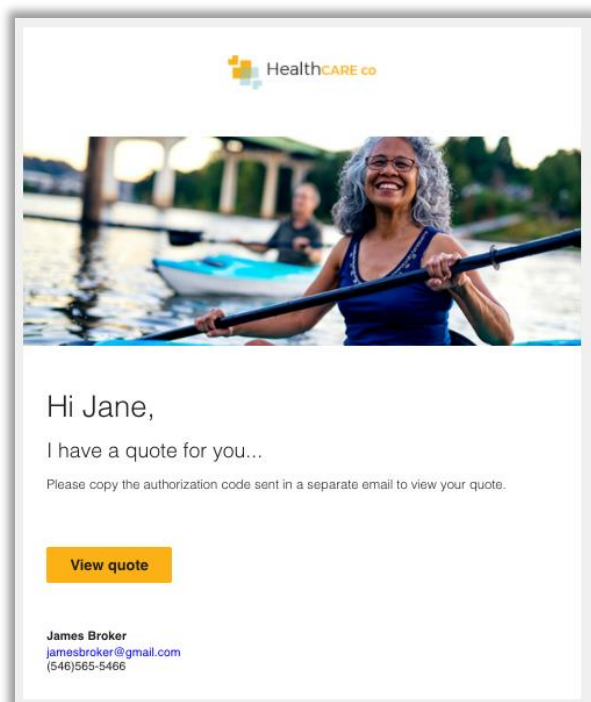 HealthCARE co
Hi Jane,
I have a quote for you...
Please copy the authorization code sent in a separate email to view your quote.
View quote
James Broker
jamesbroker@gmail.com
(546)565-5466